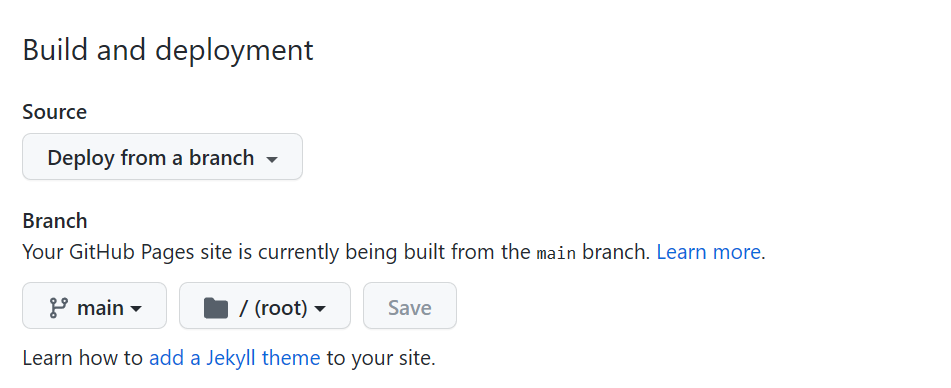 Build and deployment
Source
Deploy from a branch
Branch
Your GitHub Pages site is currently being built from the main branch. Learn more.
main / (root) Save
Learn how to add a Jekyll theme to your site.